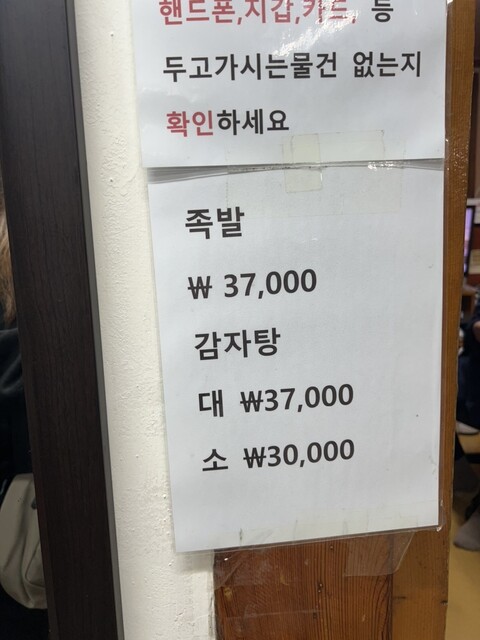 핸드폰,지갑,카드, 등
두고가시는물건 없는지
확인하세요
족발
₩ 37,000
감자탕
대 ₩37,000
소 ₩30,000